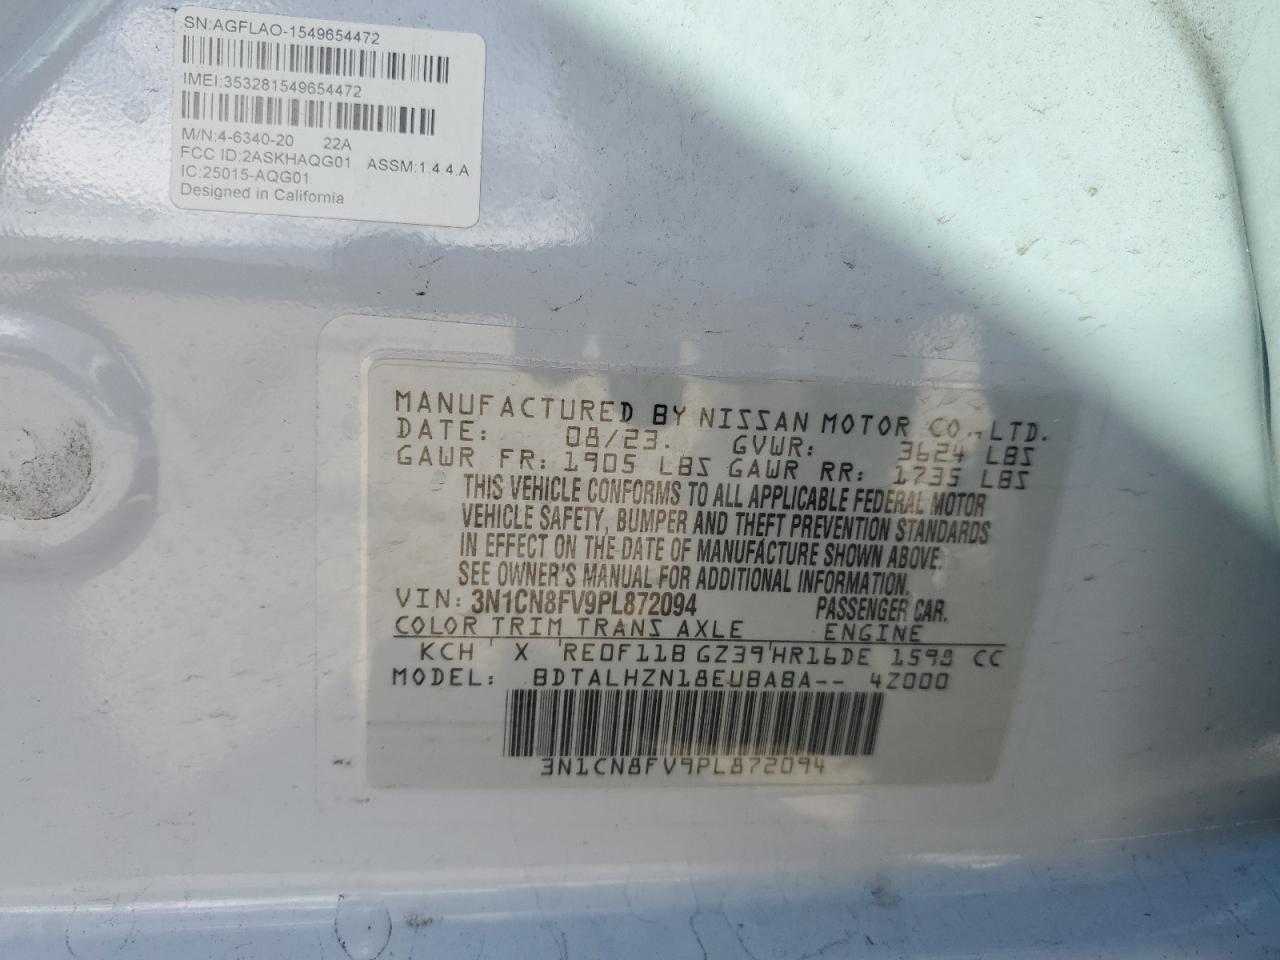 SN:AGFLAO-1549654472
IMEI:353281549654472
M/N:4-6340-20 22A
FCC ID:2ASKHAQG01 ASSM:1.4.4.A
IC:25015-AQG01
Designed in California
MANUFACTURED BY NISSAN MOTOR CO., LTD.
DATE: 08/23. GVWR: 3624 LBS
GAWR FR: 1905 LBS GAWR RR: 1735 LBS
THIS VEHICLE CONFORMS TO ALL APPLICABLE FEDERAL MOTOR
VEHICLE SAFETY, BUMPER AND THEFT PREVENTION STANDARDS
IN EFFECT ON THE DATE OF MANUFACTURE SHOWN ABOVE.
SEE OWNER'S MANUAL FOR ADDITIONAL INFORMATION.
VIN: 3N1CN8FV9PL872094 PASSENGER CAR.
COLOR TRIM TRANS AXLE ENGINE
KCH ' X 'RE0F11B GZ39'HR16DE 1598 CC
MODEL: BDTALHZN18EUBABA-- 4Z000
3N1CN8FV9PL872094